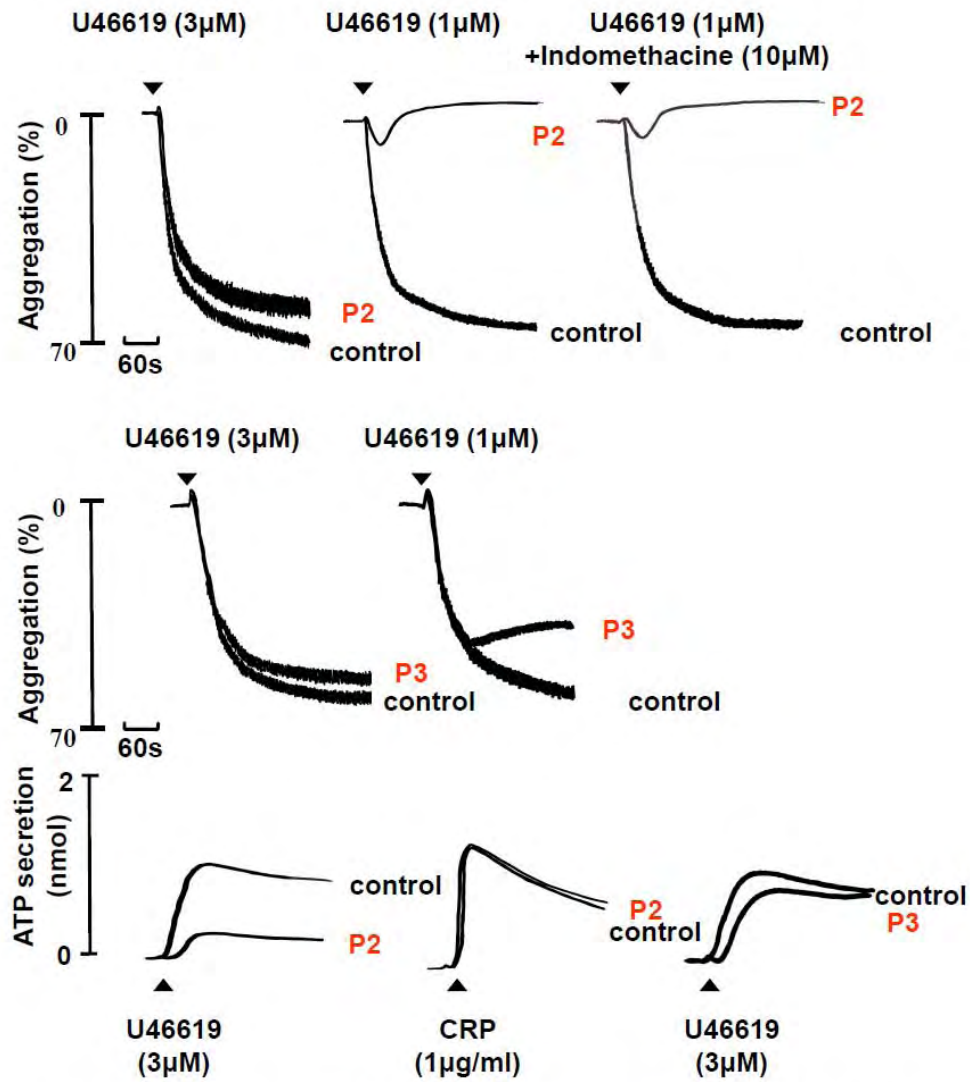 U46619 (3µM)
U46619 (1µM)
U46619 (1µM)
+Indomethacine (10µM)
0
Aggregation (%)
70
60s
P2
control
P2
control
P2
control
U46619 (3µM)
U46619 (1µM)
0
Aggregation (%)
70
60s
P3
control
P3
control
2
ATP secretion
(nmol)
0
control
P2
P2
control
control
P3
U46619
(3µM)
CRP
(1µg/ml)
U46619
(3µM)